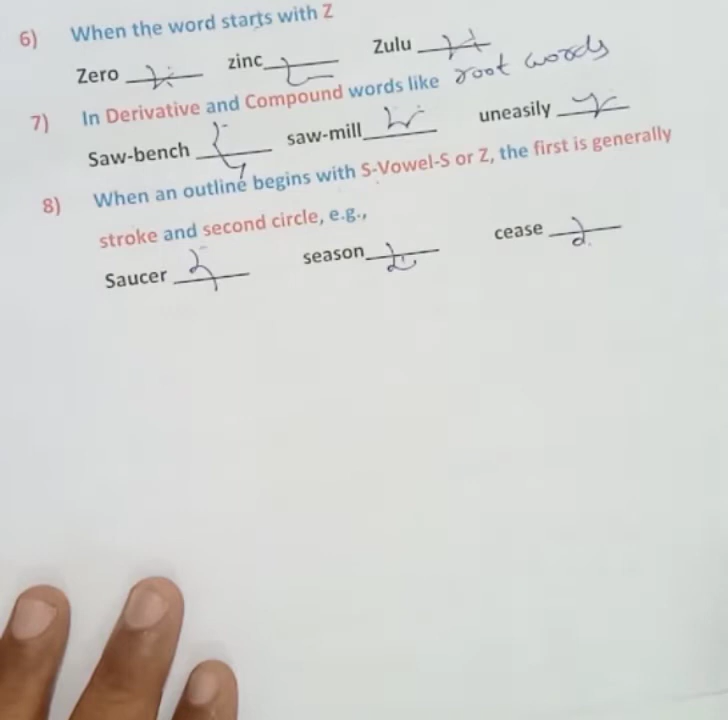 6) When the word starts with Z
Zero zinc Zulu
7) In Derivative and Compound words like root words
Saw-bench saw-mill uneasily
8) When an outline begins with S-Vowel-S or Z, the first is generally
stroke and second circle, e.g.,
Saucer season cease